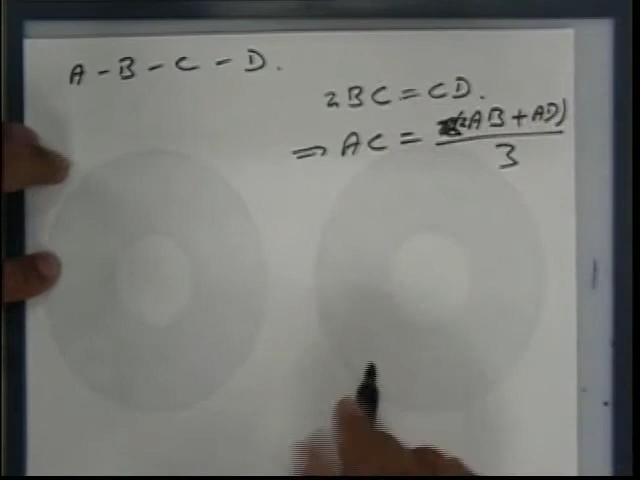 A - B - C - D.
2BC = CD.
⇒ AC = (2AB + AD) / 3